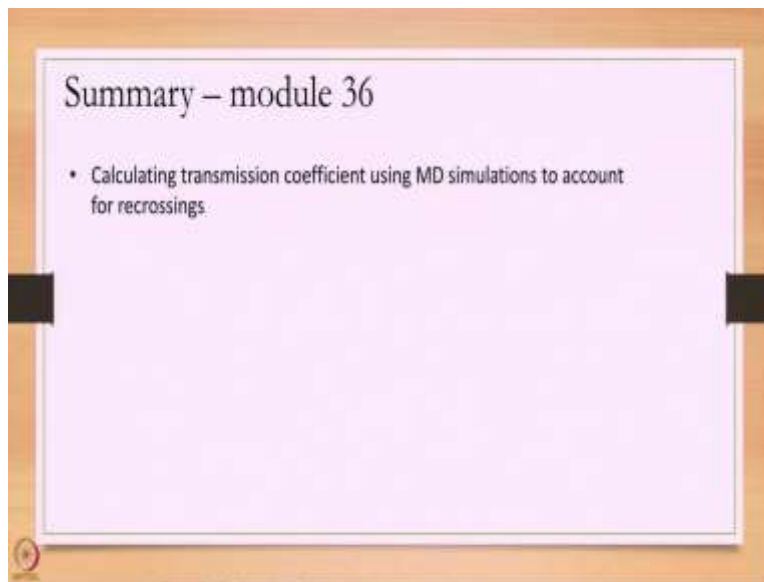 Summary – module 36
• Calculating transmission coefficient using MD simulations to account
for recrossings